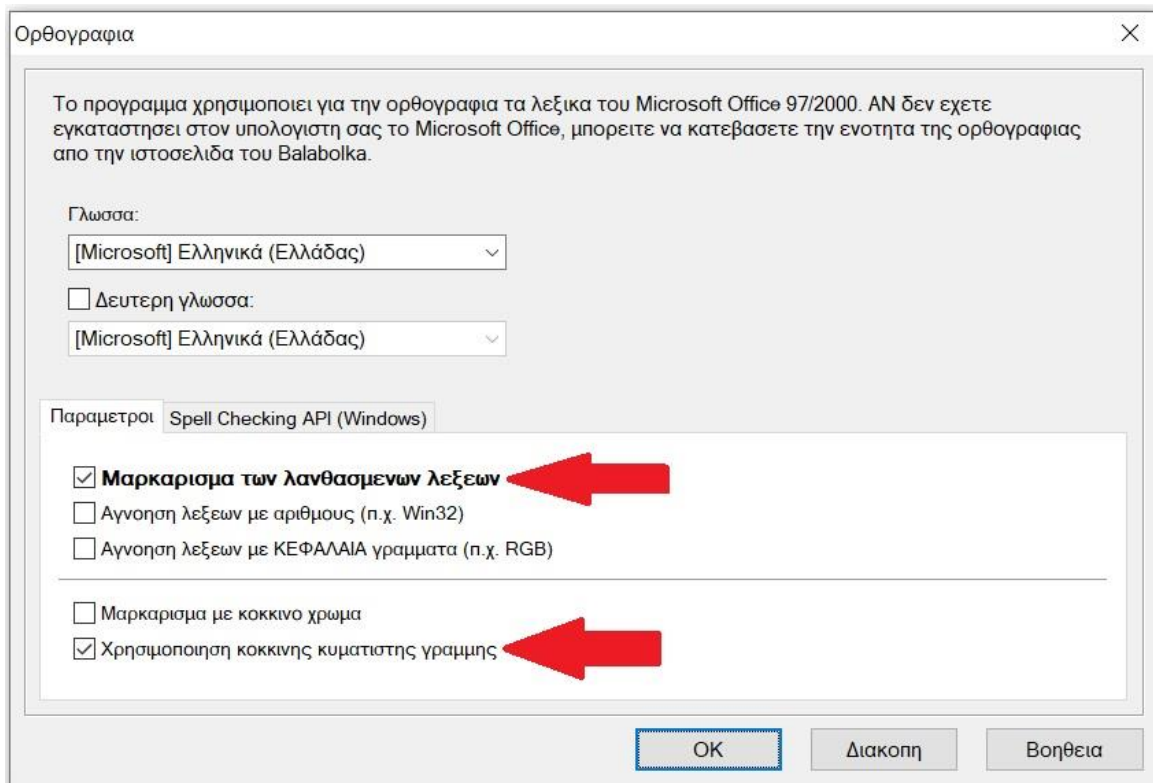 Ορθογραφια
Το προγραμμα χρησιμοποιει για την ορθογραφια τα λεξικα του Microsoft Office 97/2000. ΑΝ δεν εχετε
εγκαταστησει στον υπολογιστη σας το Microsoft Office, μπορειτε να κατεβασετε την ενοτητα της ορθογραφιας
απο την ιστοσελιδα του Balabolka.
Γλωσσα:
[Microsoft] Ελληνικά (Ελλάδας)
Δευτερη γλωσσα:
[Microsoft] Ελληνικά (Ελλάδας)
Παραμετροι Spell Checking API (Windows)
Μαρκαρισμα των λανθασμενων λεξεων
Αγνοηση λεξεων με αριθμους (π.χ. Win32)
Αγνοηση λεξεων με ΚΕΦΑΛΑΙΑ γραμματα (π.χ. RGB)
Μαρκαρισμα με κοκκινο χρωμα
Χρησιμοποιηση κοκκινης κυματιστης γραμμης
OK Διακοπη Βοηθεια